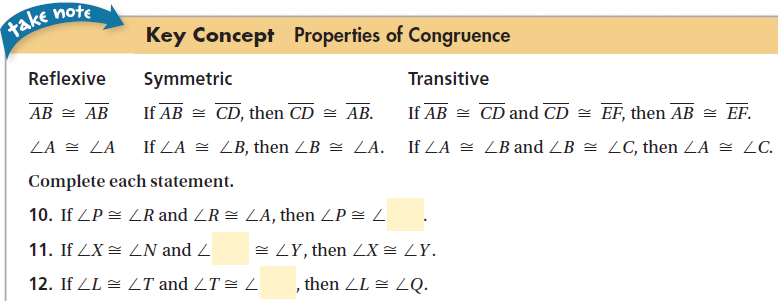 take note
Key Concept Properties of Congruence
Reflexive Symmetric Transitive
AB ≅ AB If AB ≅ CD, then CD ≅ AB. If AB ≅ CD and CD ≅ EF, then AB ≅ EF.
∠A ≅ ∠A If ∠A ≅ ∠B, then ∠B ≅ ∠A. If ∠A ≅ ∠B and ∠B ≅ ∠C, then ∠A ≅ ∠C.
Complete each statement.
10. If ∠P ≅ ∠R and ∠R ≅ ∠A, then ∠P ≅ ∠ .
11. If ∠X ≅ ∠N and ∠ ≅ ∠Y, then ∠X ≅ ∠Y.
12. If ∠L ≅ ∠T and ∠T ≅ ∠ , then ∠L ≅ ∠Q.